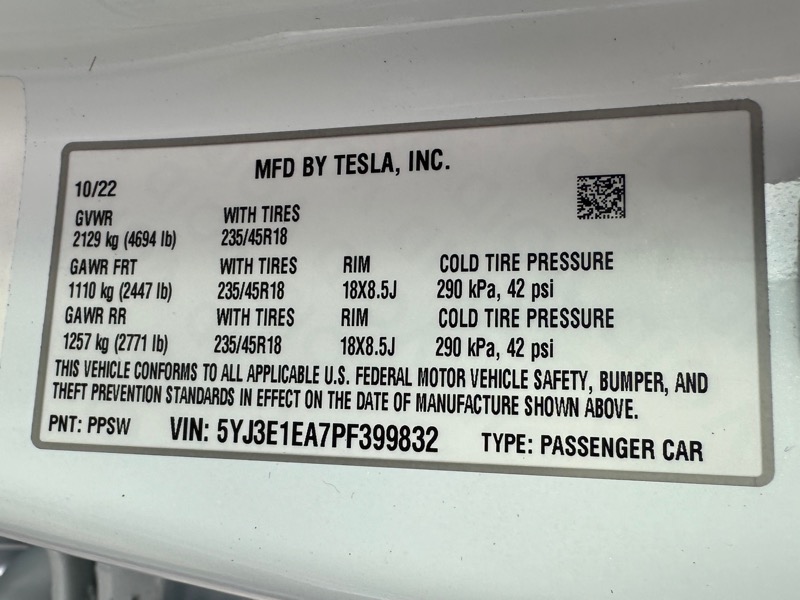 MFD BY TESLA, INC.
10/22
GVWR WITH TIRES
2129 kg (4694 lb) 235/45R18
GAWR FRT WITH TIRES RIM COLD TIRE PRESSURE
1110 kg (2447 lb) 235/45R18 18X8.5J 290 kPa, 42 psi
GAWR RR WITH TIRES RIM COLD TIRE PRESSURE
1257 kg (2771 lb) 235/45R18 18X8.5J 290 kPa, 42 psi
THIS VEHICLE CONFORMS TO ALL APPLICABLE U.S. FEDERAL MOTOR VEHICLE SAFETY, BUMPER, AND
THEFT PREVENTION STANDARDS IN EFFECT ON THE DATE OF MANUFACTURE SHOWN ABOVE.
PNT: PPSW VIN: 5YJ3E1EA7PF399832 TYPE: PASSENGER CAR